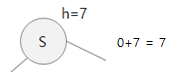 h=7
S
0+7 = 7